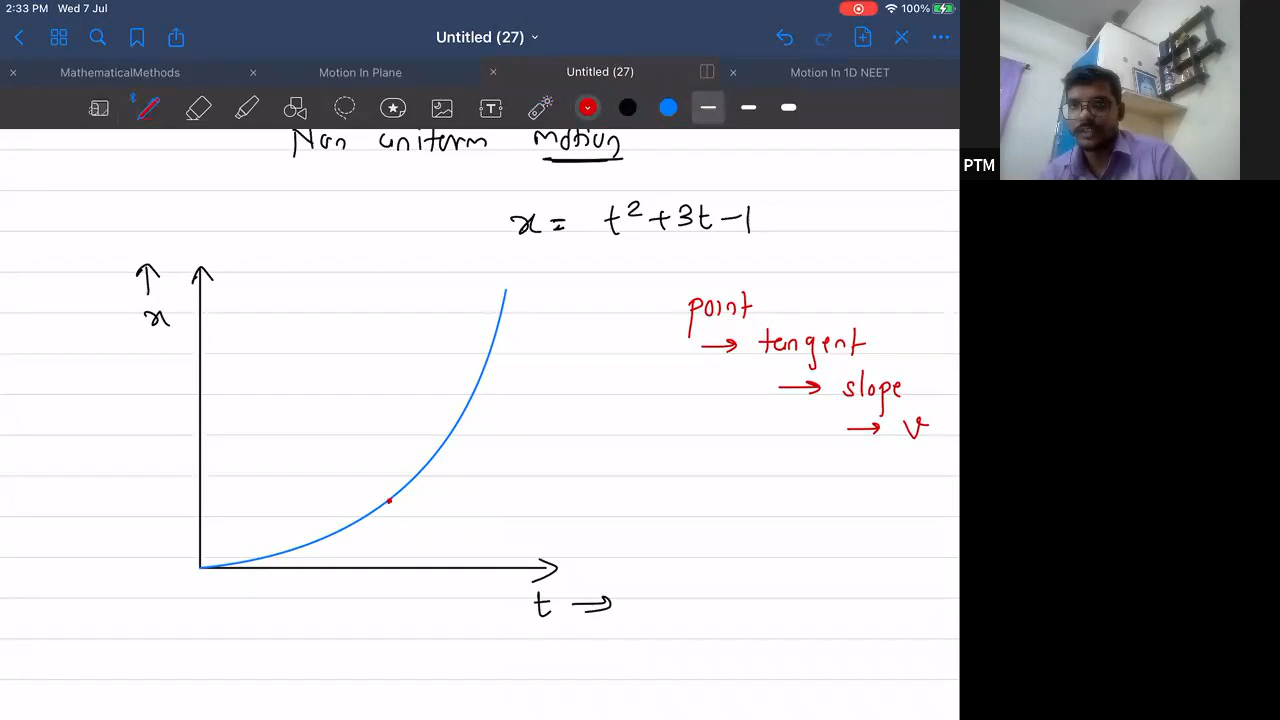 2:33 PM Wed 7 Jul
100%
Untitled (27)
MathematicalMethods
Motion In Plane
Untitled (27)
Motion In 1D NEET
T
PTM
Non uniform motion
x = t² + 3t - 1
x
point
→ tangent
→ slope
→ v
t →